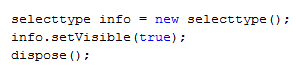 selecttype info = new selecttype();
info.setVisible(true);
dispose();